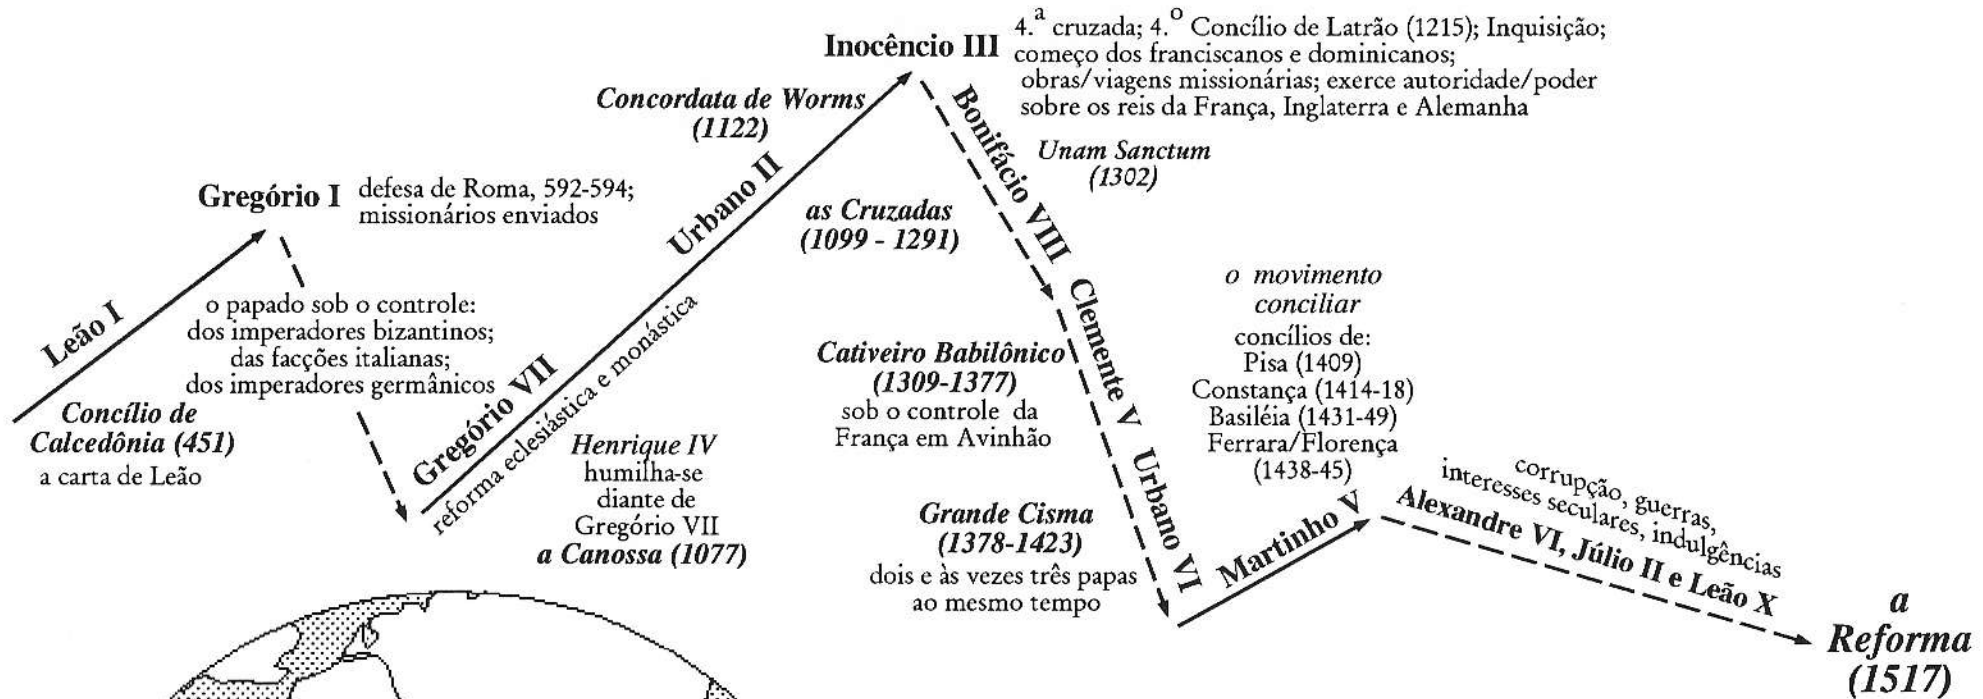 Leão I
Concílio de
Calcedônia (451)
a carta de Leão
Gregório I
defesa de Roma, 592-594;
missionários enviados
o papado sob o controle:
dos imperadores bizantinos;
das facções italianas;
dos imperadores germânicos
Gregório VII
reforma eclesiástica e monástica
Henrique IV
humilha-se
diante de
Gregório VII
a Canossa (1077)
Urbano II
Concordata de Worms
(1122)
as Cruzadas
(1099 - 1291)
Inocêncio III
4.ª cruzada; 4.º Concílio de Latrão (1215); Inquisição;
começo dos franciscanos e dominicanos;
obras/viagens missionárias; exerce autoridade/poder
sobre os reis da França, Inglaterra e Alemanha
Bonifácio VIII
Unam Sanctum
(1302)
Clemente V
Cativeiro Babilônico
(1309-1377)
sob o controle da
França em Avinhão
Urbano VI
Grande Cisma
(1378-1423)
dois e às vezes três papas
ao mesmo tempo
Martinho V
o movimento
conciliar
concílios de:
Pisa (1409)
Constança (1414-18)
Basiléia (1431-49)
Ferrara/Florença
(1438-45)
corrupção, guerras,
interesses seculares, indulgências
Alexandre VI, Júlio II e Leão X
a
Reforma
(1517)